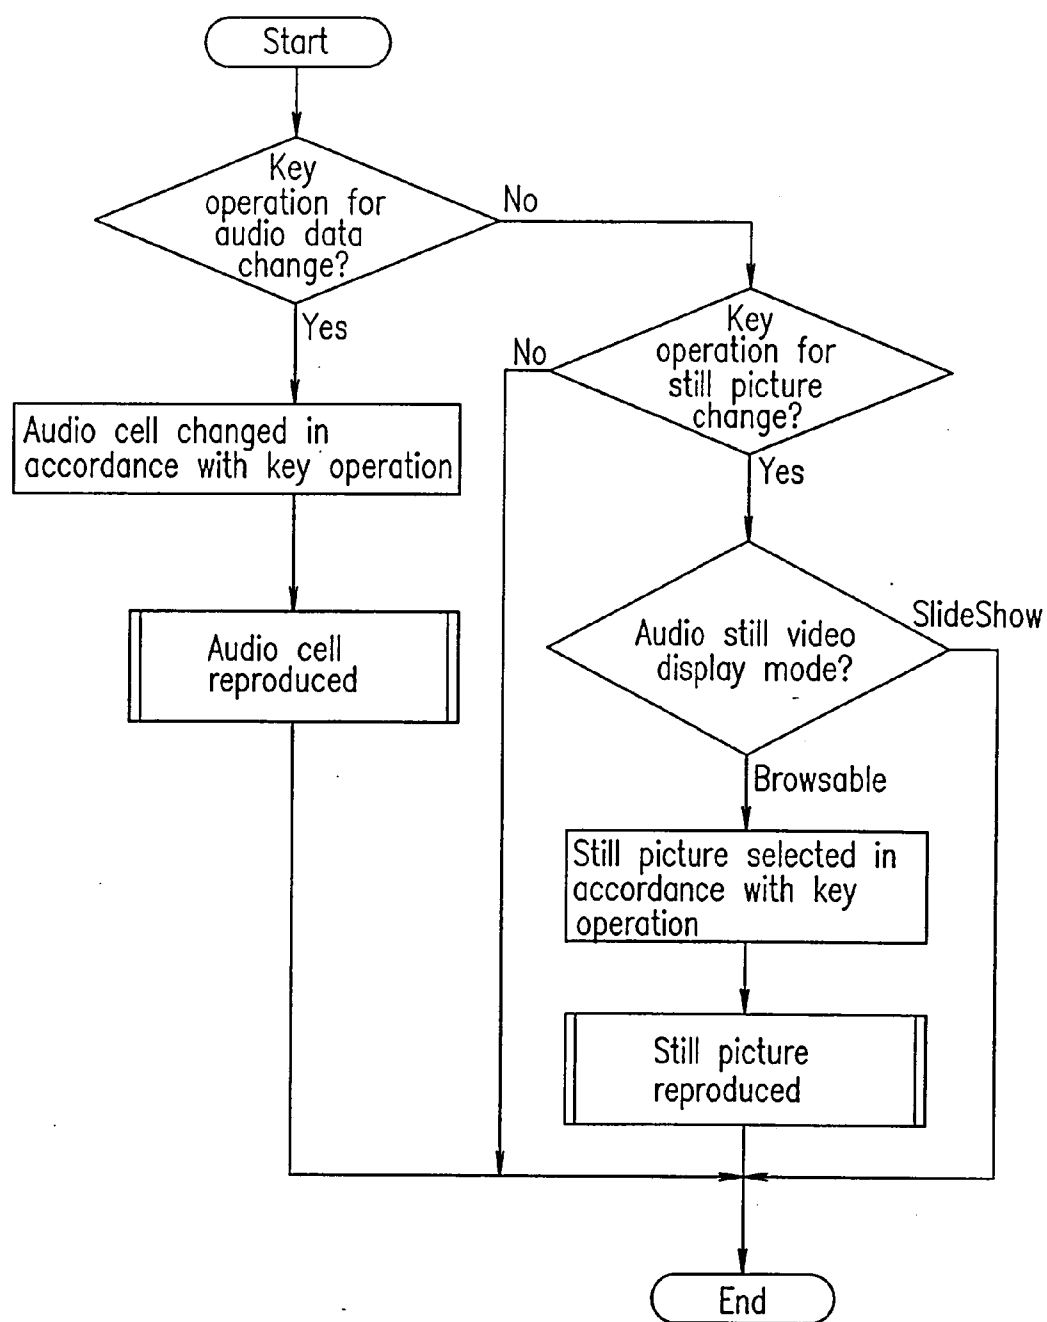 Start
Key
operation for
audio data
change?
No
Yes
Key
operation for
still picture
change?
No
Yes
Audio cell changed in
accordance with key operation
Audio cell
reproduced
Audio still video
display mode?
SlideShow
Browsable
Still picture selected in
accordance with key
operation
Still picture
reproduced
End